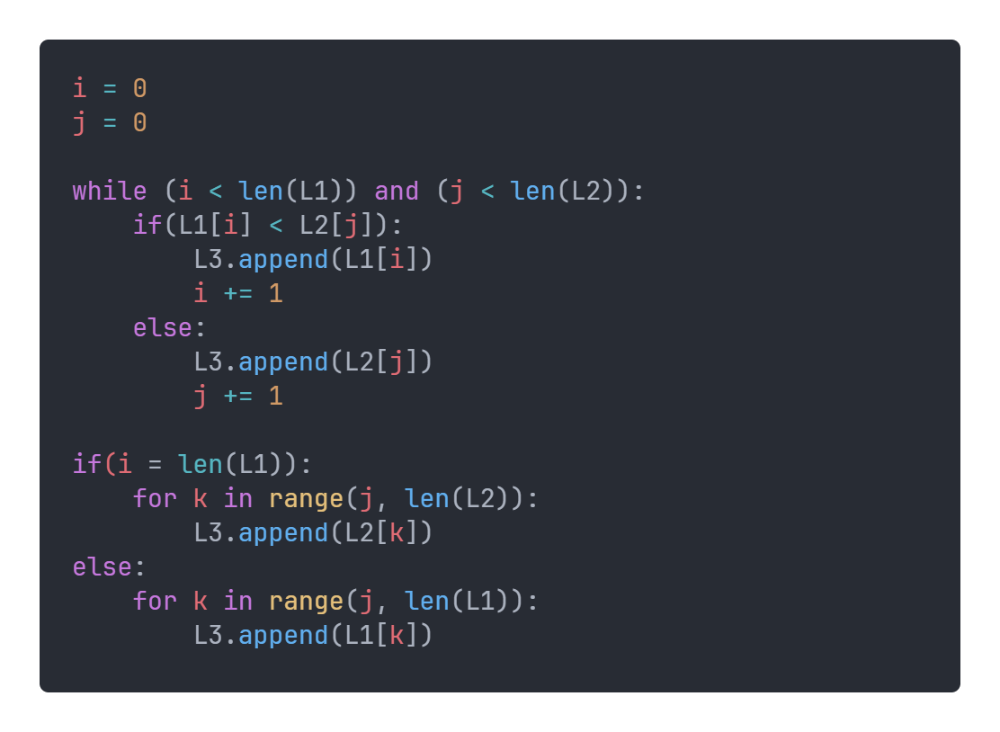 i = 0
j = 0
while (i < len(L1)) and (j < len(L2)):
    if(L1[i] < L2[j]):
        L3.append(L1[i])
        i += 1
    else:
        L3.append(L2[j])
        j += 1
if(i = len(L1)):
    for k in range(j, len(L2)):
        L3.append(L2[k])
else:
    for k in range(j, len(L1)):
        L3.append(L1[k])